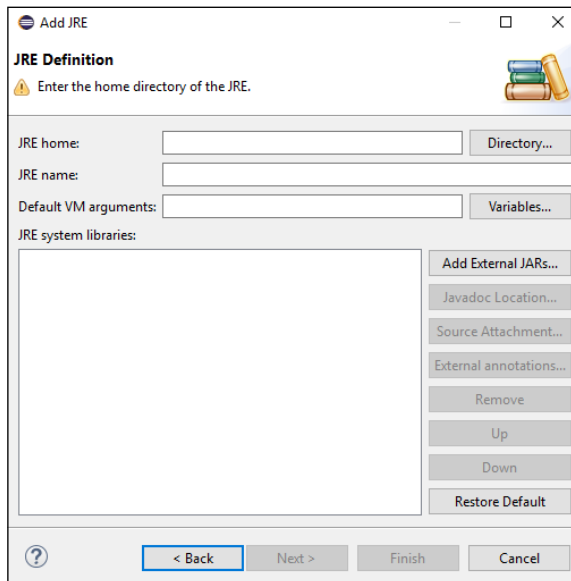 Add JRE
JRE Definition
Enter the home directory of the JRE.
JRE home:
Directory...
JRE name:
Default VM arguments:
Variables...
JRE system libraries:
Add External JARs...
Javadoc Location...
Source Attachment...
External annotations...
Remove
Up
Down
Restore Default
? < Back Next > Finish Cancel